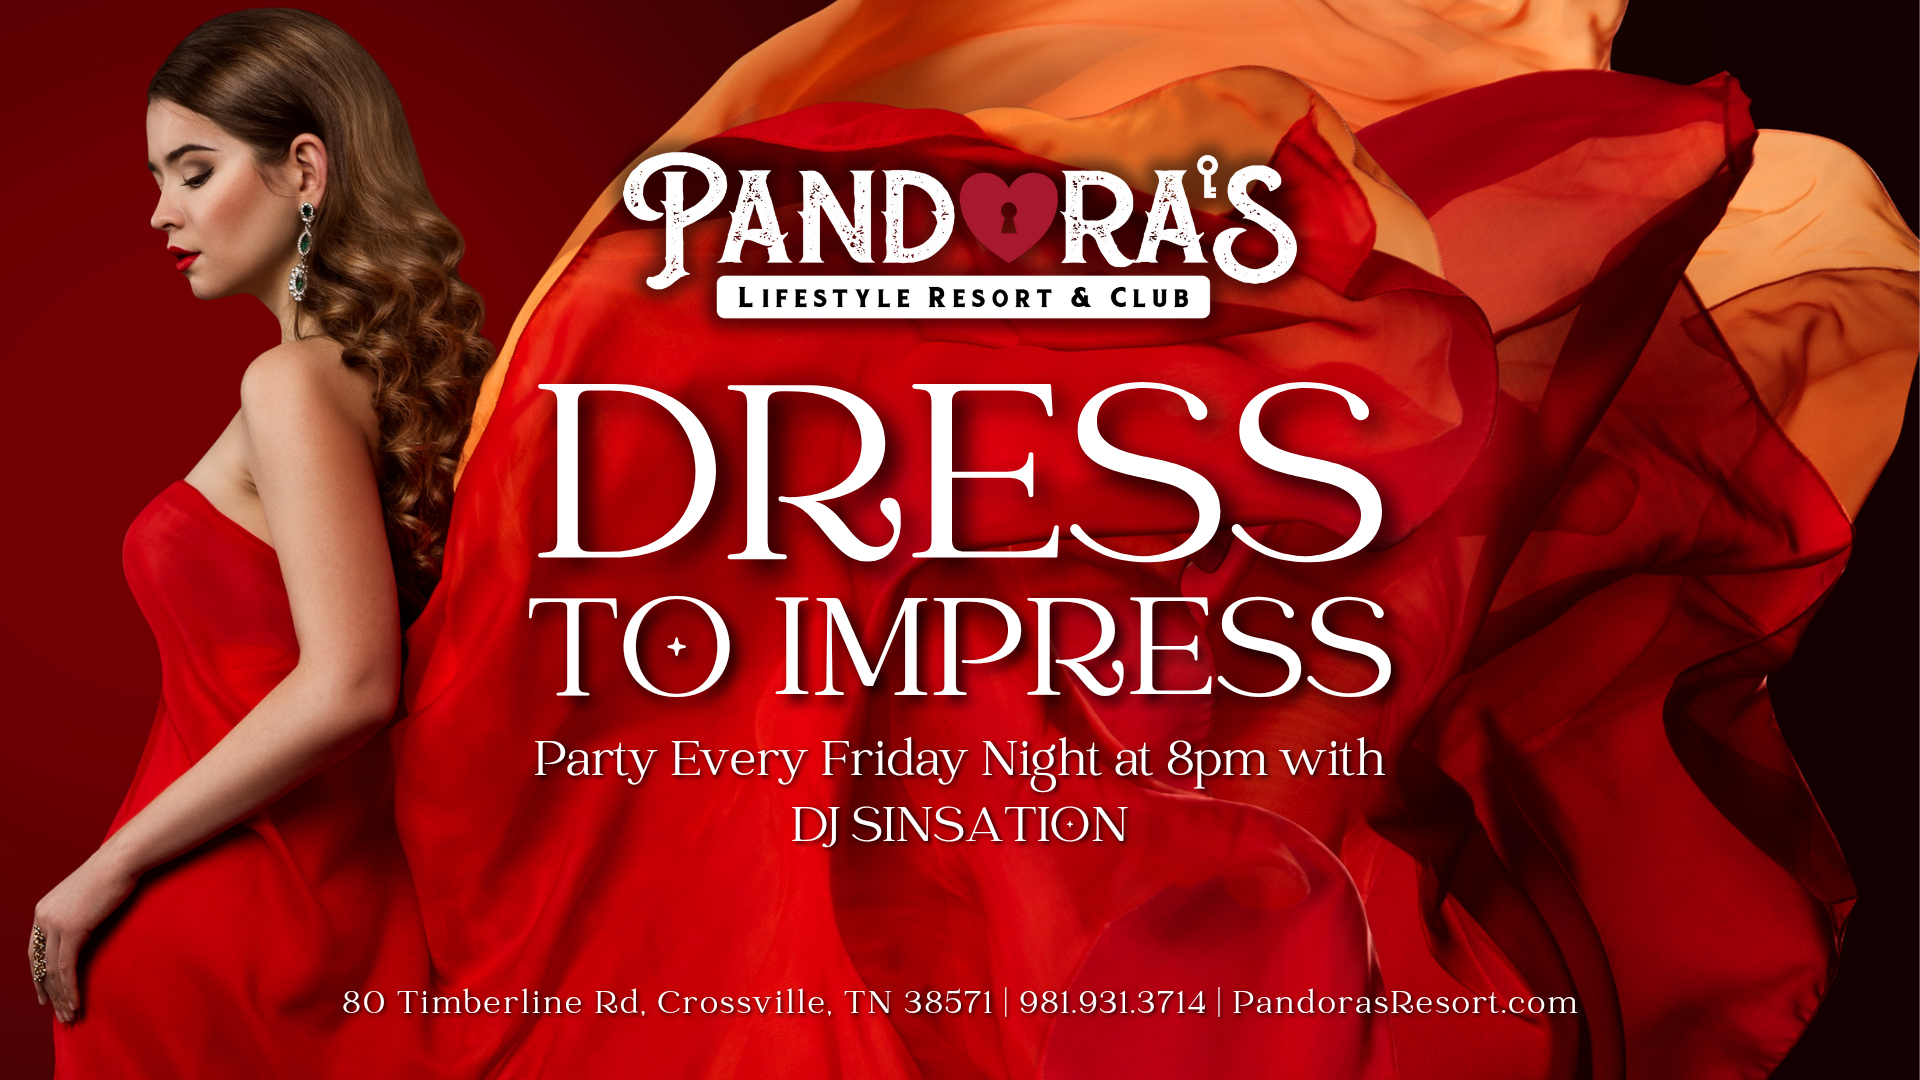 PANDORA'S
LIFESTYLE RESORT & CLUB
DRESS
TO IMPRESS
Party Every Friday Night at 8pm with
DJ SINSATION
80 Timberline Rd, Crossville, TN 38571 | 981.931.3714 | PandorasResort.com